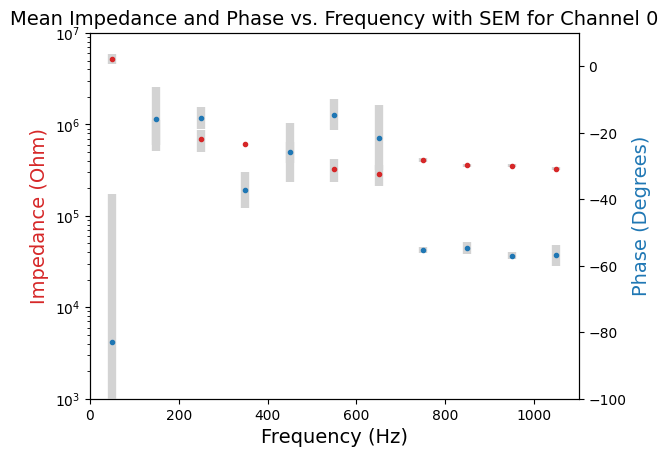 Mean Impedance and Phase vs. Frequency with SEM for Channel 0
Impedance (Ohm)
10^7
10^6
10^5
10^4
10^3
0 200 400 600 800 1000
Frequency (Hz)
0
−20
−40
−60
−80
−100
Phase (Degrees)